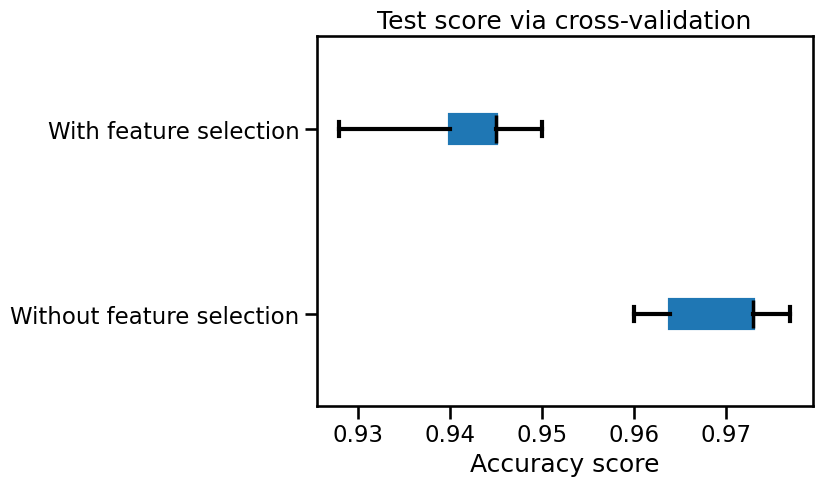 Test score via cross-validation
With feature selection
Without feature selection
0.93 0.94 0.95 0.96 0.97
Accuracy score